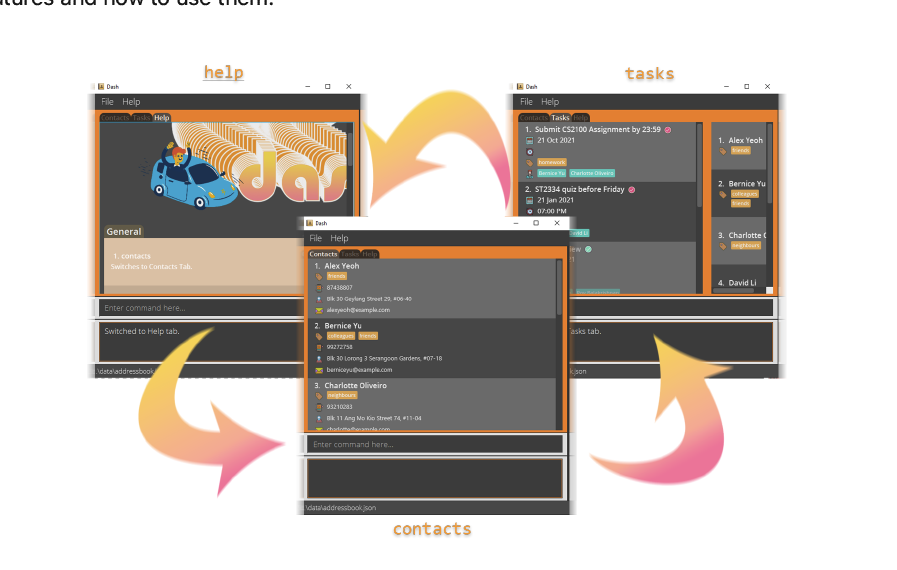 atures and how to use them.
help
Dash
File Help
Contacts Tasks Help
das
General
1. contacts
Switches to Contacts Tab.
Enter command here...
Switched to Help tab.
\data\addressbook.
tasks
Dash
File Help
Contacts Tasks Help
1. Submit CS2100 Assignment by 23:59
21 Oct 2021
homework
Bernice Yu Charlotte Oliveiro
2. ST2334 quiz before Friday
21 Jan 2021
07:00 PM
1. Alex Yeoh
friends
2. Bernice Yu
colleagues
friends
3. Charlotte O
neighbours
4. David Li
asks tab.
json
Dash
File Help
Contacts Tasks Help
1. Alex Yeoh
friends
87438807
Blk 30 Geylang Street 29, #06-40
alexyeoh@example.com
2. Bernice Yu
colleagues friends
99272758
Blk 30 Lorong 3 Serangoon Gardens, #07-18
berniceyu@example.com
3. Charlotte Oliveiro
neighbours
93210283
Blk 11 Ang Mo Kio Street 74, #11-04
charlotte@example.com
Enter command here...
\data\addressbook.json
contacts